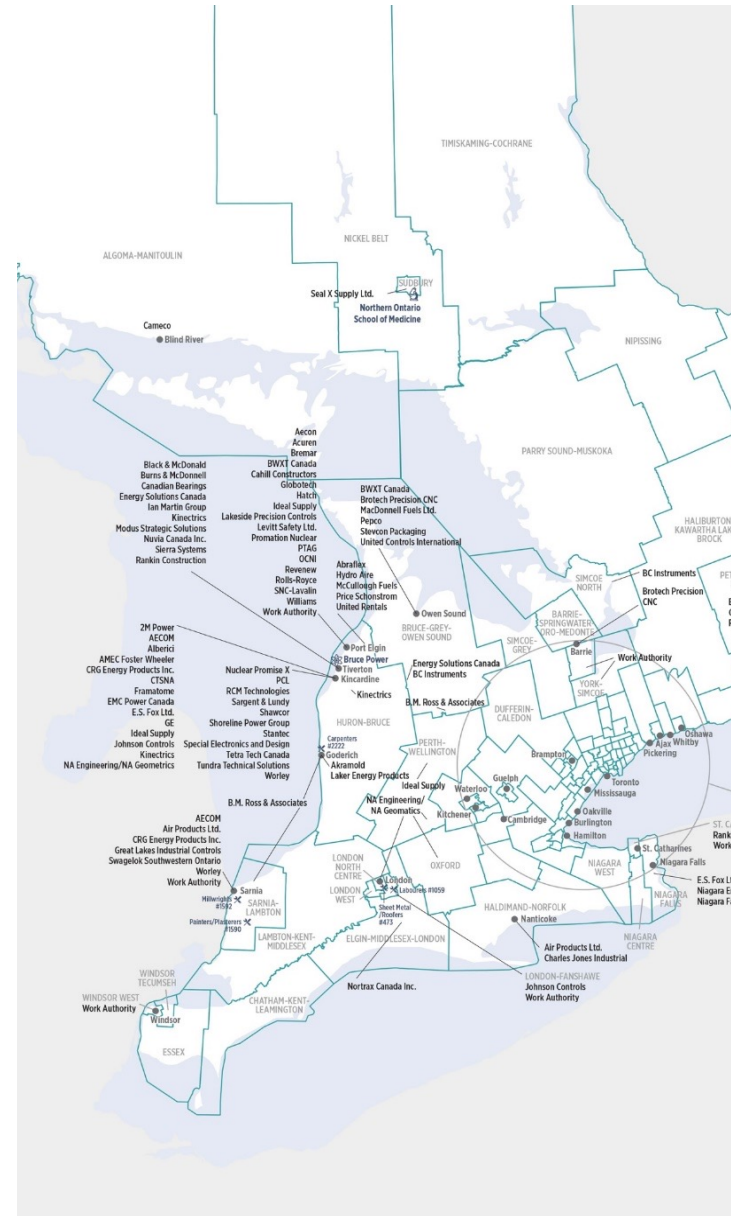 TIMISKAMING-COCHRANE
NICKEL BELT
ALGOMA-MANITOULIN
SUDBURY
Seal X Supply Ltd.
Northern Ontario
School of Medicine
Cameco
Blind River
NIPISSING
PARRY SOUND-MUSKOKA
HALIBURTON
KAWARTHA LAK
BROCK
PET
Black & McDonald
Burns & McDonnell
Canadian Bearings
Energy Solutions Canada
Ian Martin Group
Kinectrics
Modus Strategic Solutions
Nuvia Canada Inc.
Sierra Systems
Rankin Construction
Aecon
Acuren
Bremar
BWXT Canada
Cahill Constructors
Globotech
Hatch
Ideal Supply
Lakeside Precision Controls
Levitt Safety Ltd.
Promation Nuclear
PTAG
OCNI
Revenew
Rolls-Royce
SNC-Lavalin
Williams
Work Authority
BWXT Canada
Brotech Precision CNC
MacDonnell Fuels Ltd.
Pepco
Stevcon Packaging
United Controls International
Abraflex
Hydro Aire
McCullough Fuels
Price Schonstrom
United Rentals
Owen Sound
BRUCE-GREY-
OWEN SOUND
SIMCOE
NORTH
BC Instruments
Brotech Precision
CNC
BARRIE-
SPRINGWATER
ORO-MEDONTE
SIMCOE-
GREY
Barrie
Work Authority
YORK-
SIMCOE
Port Elgin
Bruce Power
Tiverton
Kincardine
Kinectrics
Energy Solutions Canada
BC Instruments
B.M. Ross & Associates
DUFFERIN-
CALEDON
2M Power
AECOM
Alberici
AMEC Foster Wheeler
CRG Energy Products Inc.
CTSNA
Framatome
EMC Power Canada
E.S. Fox Ltd.
GE
Ideal Supply
Johnson Controls
Kinectrics
NA Engineering/NA Geometrics
Nuclear Promise X
PCL
RCM Technologies
Sargent & Lundy
Shawcor
Shoreline Power Group
Stantec
Special Electronics and Design
Tetra Tech Canada
Tundra Technical Solutions
Worley
HURON-BRUCE
PERTH-
WELLINGTON
Carpenters
#2222
Goderich
Akramold
Laker Energy Products
B.M. Ross & Associates
Ideal Supply
NA Engineering/
NA Geomatics
Brampton
Oshawa
Whitby
Ajax
Pickering
Toronto
Mississauga
Oakville
Burlington
Hamilton
Guelph
Waterloo
Kitchener
Cambridge
AECOM
Air Products Ltd.
CRG Energy Products Inc.
Great Lakes Industrial Controls
Swagelok Southwestern Ontario
Worley
Work Authority
Sarnia
Millwrights
#1592
SARNIA-
LAMBTON
Painters/Plasterers
#1590
LAMBTON-KENT-
MIDDLESEX
LONDON
NORTH
CENTRE
LONDON
WEST
London
Labourers #1059
Sheet Metal
/Roofers
#473
OXFORD
ELGIN-MIDDLESEX-LONDON
HALDIMAND-NORFOLK
Nanticoke
Air Products Ltd.
Charles Jones Industrial
NIAGARA
WEST
ST. CA
Rank
Work
St. Catharines
Niagara Falls
NIAGARA
FALLS
NIAGARA
CENTRE
E.S. Fox Lt
Niagara E
Niagara Fa
LONDON-FANSHAWE
Johnson Controls
Work Authority
Nortrax Canada Inc.
WINDSOR
TECUMSEH
WINDSOR WEST
Work Authority
Windsor
CHATHAM-KENT-
LEAMINGTON
ESSEX